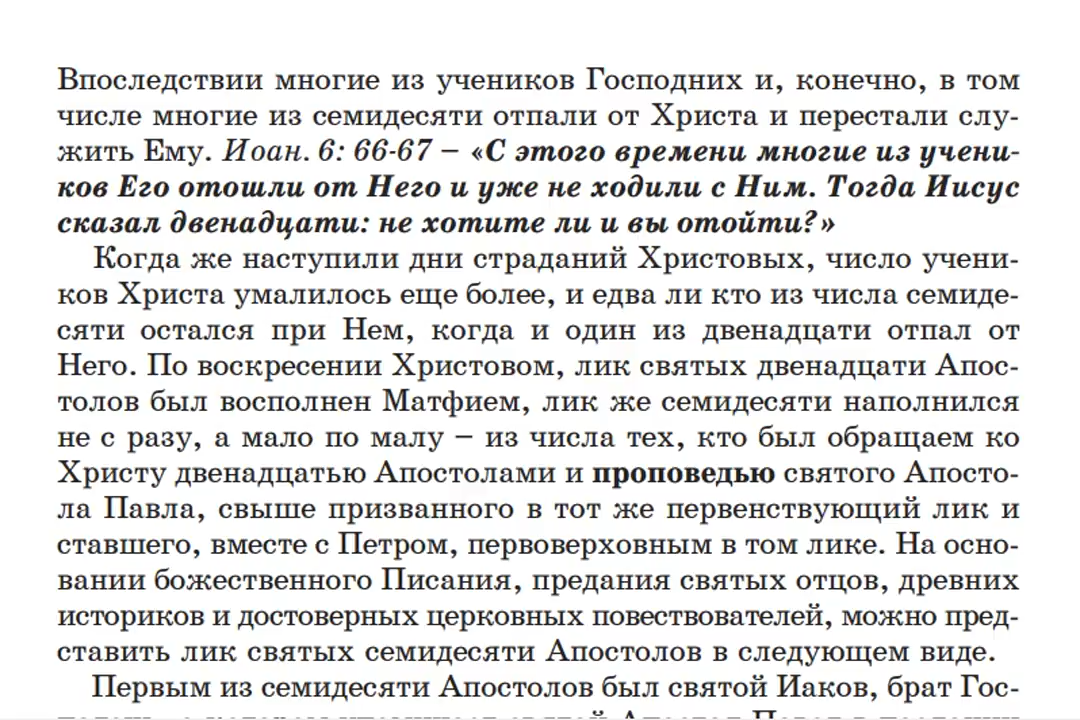 Впоследствии многие из учеников Господних и, конечно, в том
числе многие из семидесяти отпали от Христа и перестали слу-
жить Ему. Иоан. 6: 66-67 – «С этого времени многие из учени-
ков Его отошли от Него и уже не ходили с Ним. Тогда Иисус
сказал двенадцати: не хотите ли и вы отойти?»
Когда же наступили дни страданий Христовых, число учени-
ков Христа умалилось еще более, и едва ли кто из числа семиде-
сяти остался при Нем, когда и один из двенадцати отпал от
Него. По воскресении Христовом, лик святых двенадцати Апос-
толов был восполнен Матфием, лик же семидесяти наполнился
не с разу, а мало по малу – из числа тех, кто был обращаем ко
Христу двенадцатью Апостолами и проповедью святого Апосто-
ла Павла, свыше призванного в тот же первенствующий лик и
ставшего, вместе с Петром, первоверховным в том лике. На осно-
вании божественного Писания, предания святых отцов, древних
историков и достоверных церковных повествователей, можно пред-
ставить лик святых семидесяти Апостолов в следующем виде.
Первым из семидесяти Апостолов был святой Иаков, брат Гос-